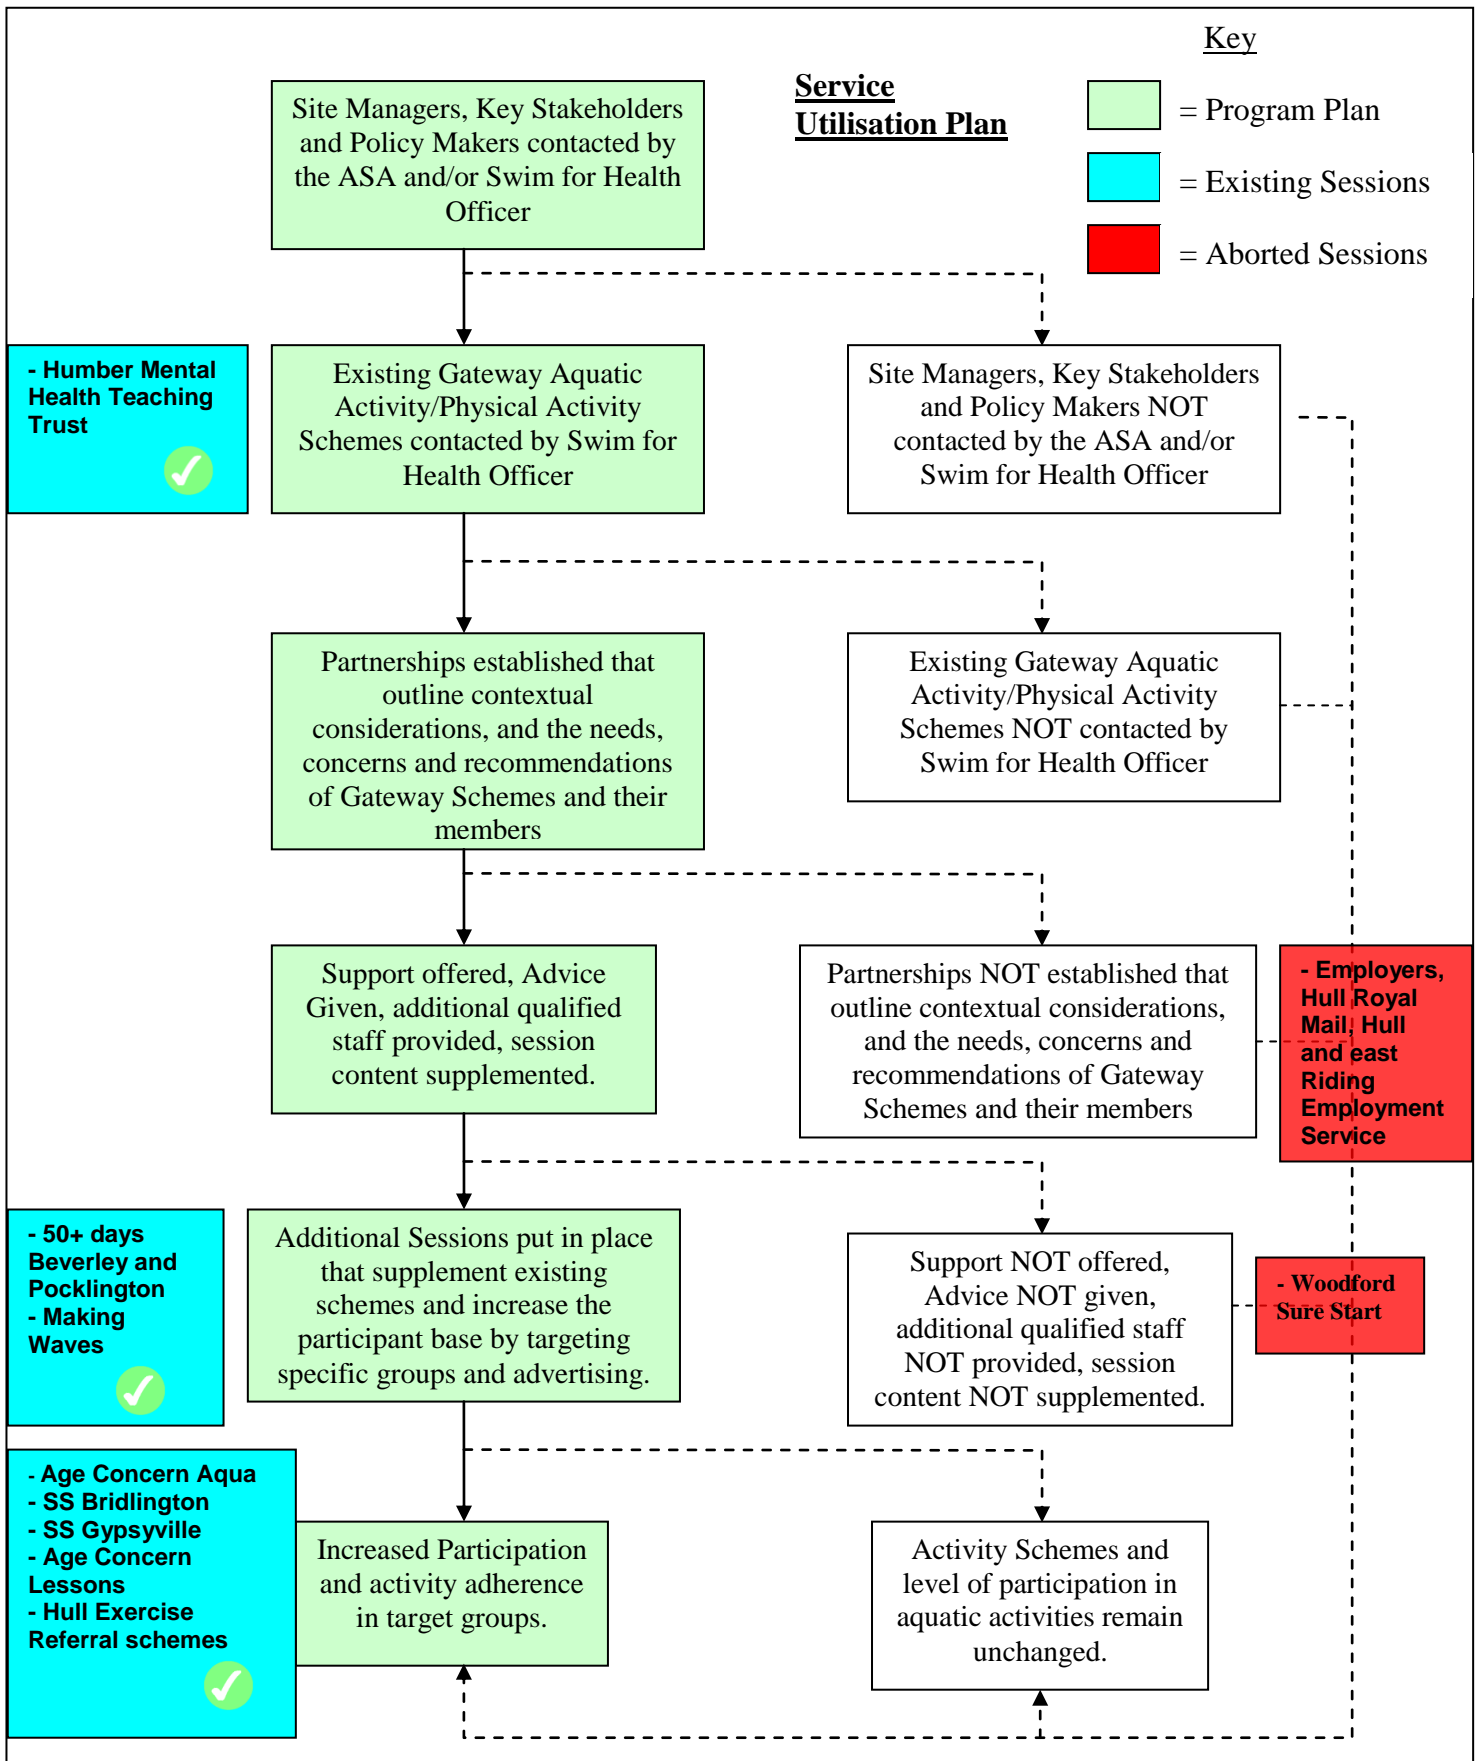 Key
Service
Utilisation Plan
= Program Plan
= Existing Sessions
= Aborted Sessions
Site Managers, Key Stakeholders
and Policy Makers contacted by
the ASA and/or Swim for Health
Officer
- Humber Mental
Health Teaching
Trust
Existing Gateway Aquatic
Activity/Physical Activity
Schemes contacted by Swim for
Health Officer
Site Managers, Key Stakeholders
and Policy Makers NOT
contacted by the ASA and/or
Swim for Health Officer
Partnerships established that
outline contextual
considerations, and the needs,
concerns and recommendations
of Gateway Schemes and their
members
Existing Gateway Aquatic
Activity/Physical Activity
Schemes NOT contacted by
Swim for Health Officer
Support offered, Advice
Given, additional qualified
staff provided, session
content supplemented.
Partnerships NOT established that
outline contextual considerations,
and the needs, concerns and
recommendations of Gateway
Schemes and their members
- Employers,
Hull Royal
Mail, Hull
and east
Riding
Employment
Service
- 50+ days
Beverley and
Pocklington
- Making
Waves
Additional Sessions put in place
that supplement existing
schemes and increase the
participant base by targeting
specific groups and advertising.
Support NOT offered,
Advice NOT given,
additional qualified staff
NOT provided, session
content NOT supplemented.
- Woodford
Sure Start
- Age Concern Aqua
- SS Bridlington
- SS Gypsyville
- Age Concern
Lessons
- Hull Exercise
Referral schemes
Increased Participation
and activity adherence
in target groups.
Activity Schemes and
level of participation in
aquatic activities remain
unchanged.